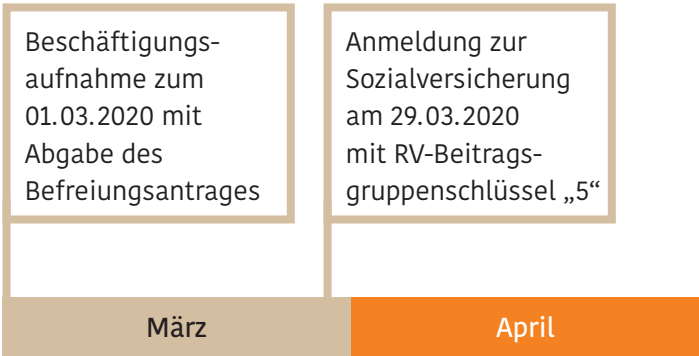 Beschäftigungs-
aufnahme zum
01.03.2020 mit
Abgabe des
Befreiungsantrages
Anmeldung zur
Sozialversicherung
am 29.03.2020
mit RV-Beitrags-
gruppenschlüssel „5“
März
April